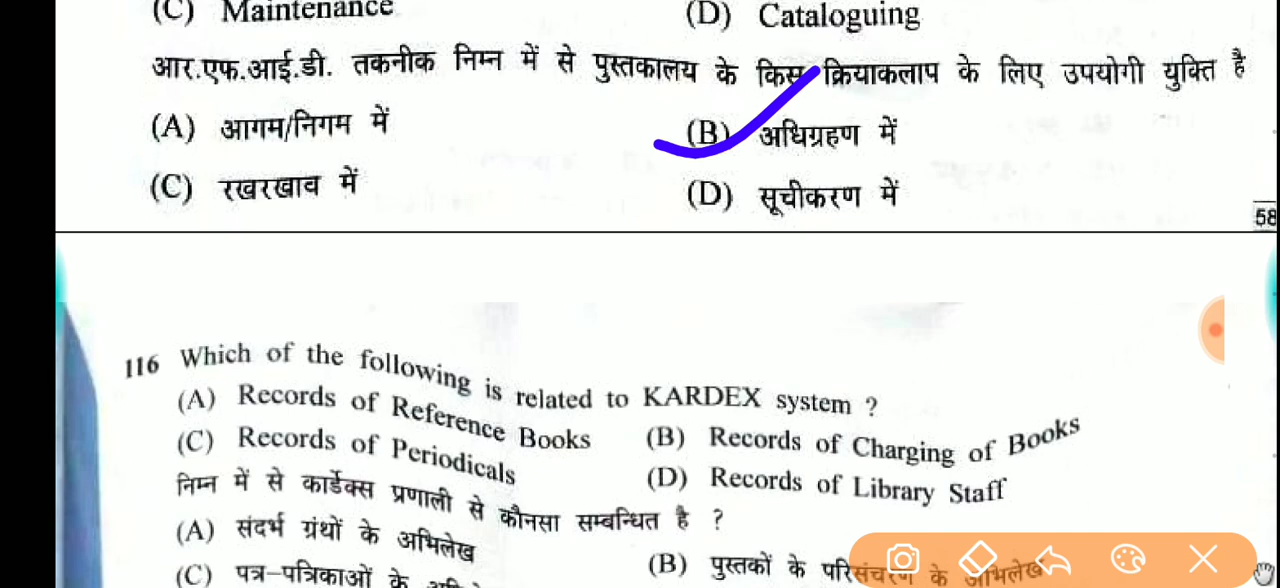 (C) Maintenance (D) Cataloguing
आर.एफ.आई.डी. तकनीक निम्न में से पुस्तकालय के किस क्रियाकलाप के लिए उपयोगी युक्ति है
(A) आगम/निगम में (B) अधिग्रहण में
(C) रखरखाव में (D) सूचीकरण में
58
116 Which of the following is related to KARDEX system ?
(A) Records of Reference Books (B) Records of Charging of Books
(C) Records of Periodicals (D) Records of Library Staff
निम्न में से कार्डेक्स प्रणाली से कौनसा सम्बन्धित है ?
(A) संदर्भ ग्रंथों के अभिलेख (B) पुस्तकों के परिसंचरण के अभिलेख
(C) पत्र-पत्रिकाओं के